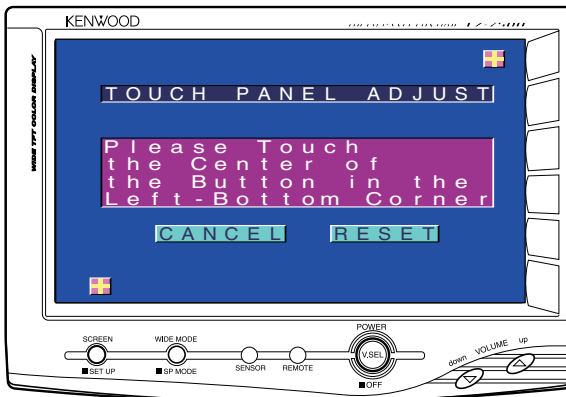 KENWOOD
WIDE TFT COLOR DISPLAY
TOUCH PANEL ADJUST
Please Touch
the Center of
the Button in the
Left-Bottom Corner
CANCEL RESET
SCREEN
■SET UP
WIDE MODE
■SP MODE
SENSOR
REMOTE
POWER
V.SEL
■OFF
down VOLUME up